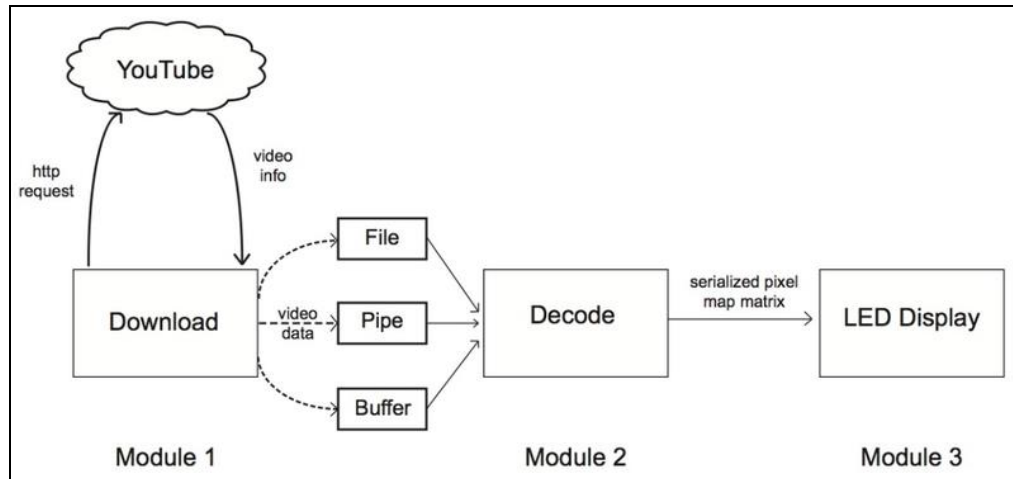 YouTube
http
request
video
info
File
Download
video
data
Pipe
Buffer
Decode
serialized pixel
map matrix
LED Display
Module 1
Module 2
Module 3